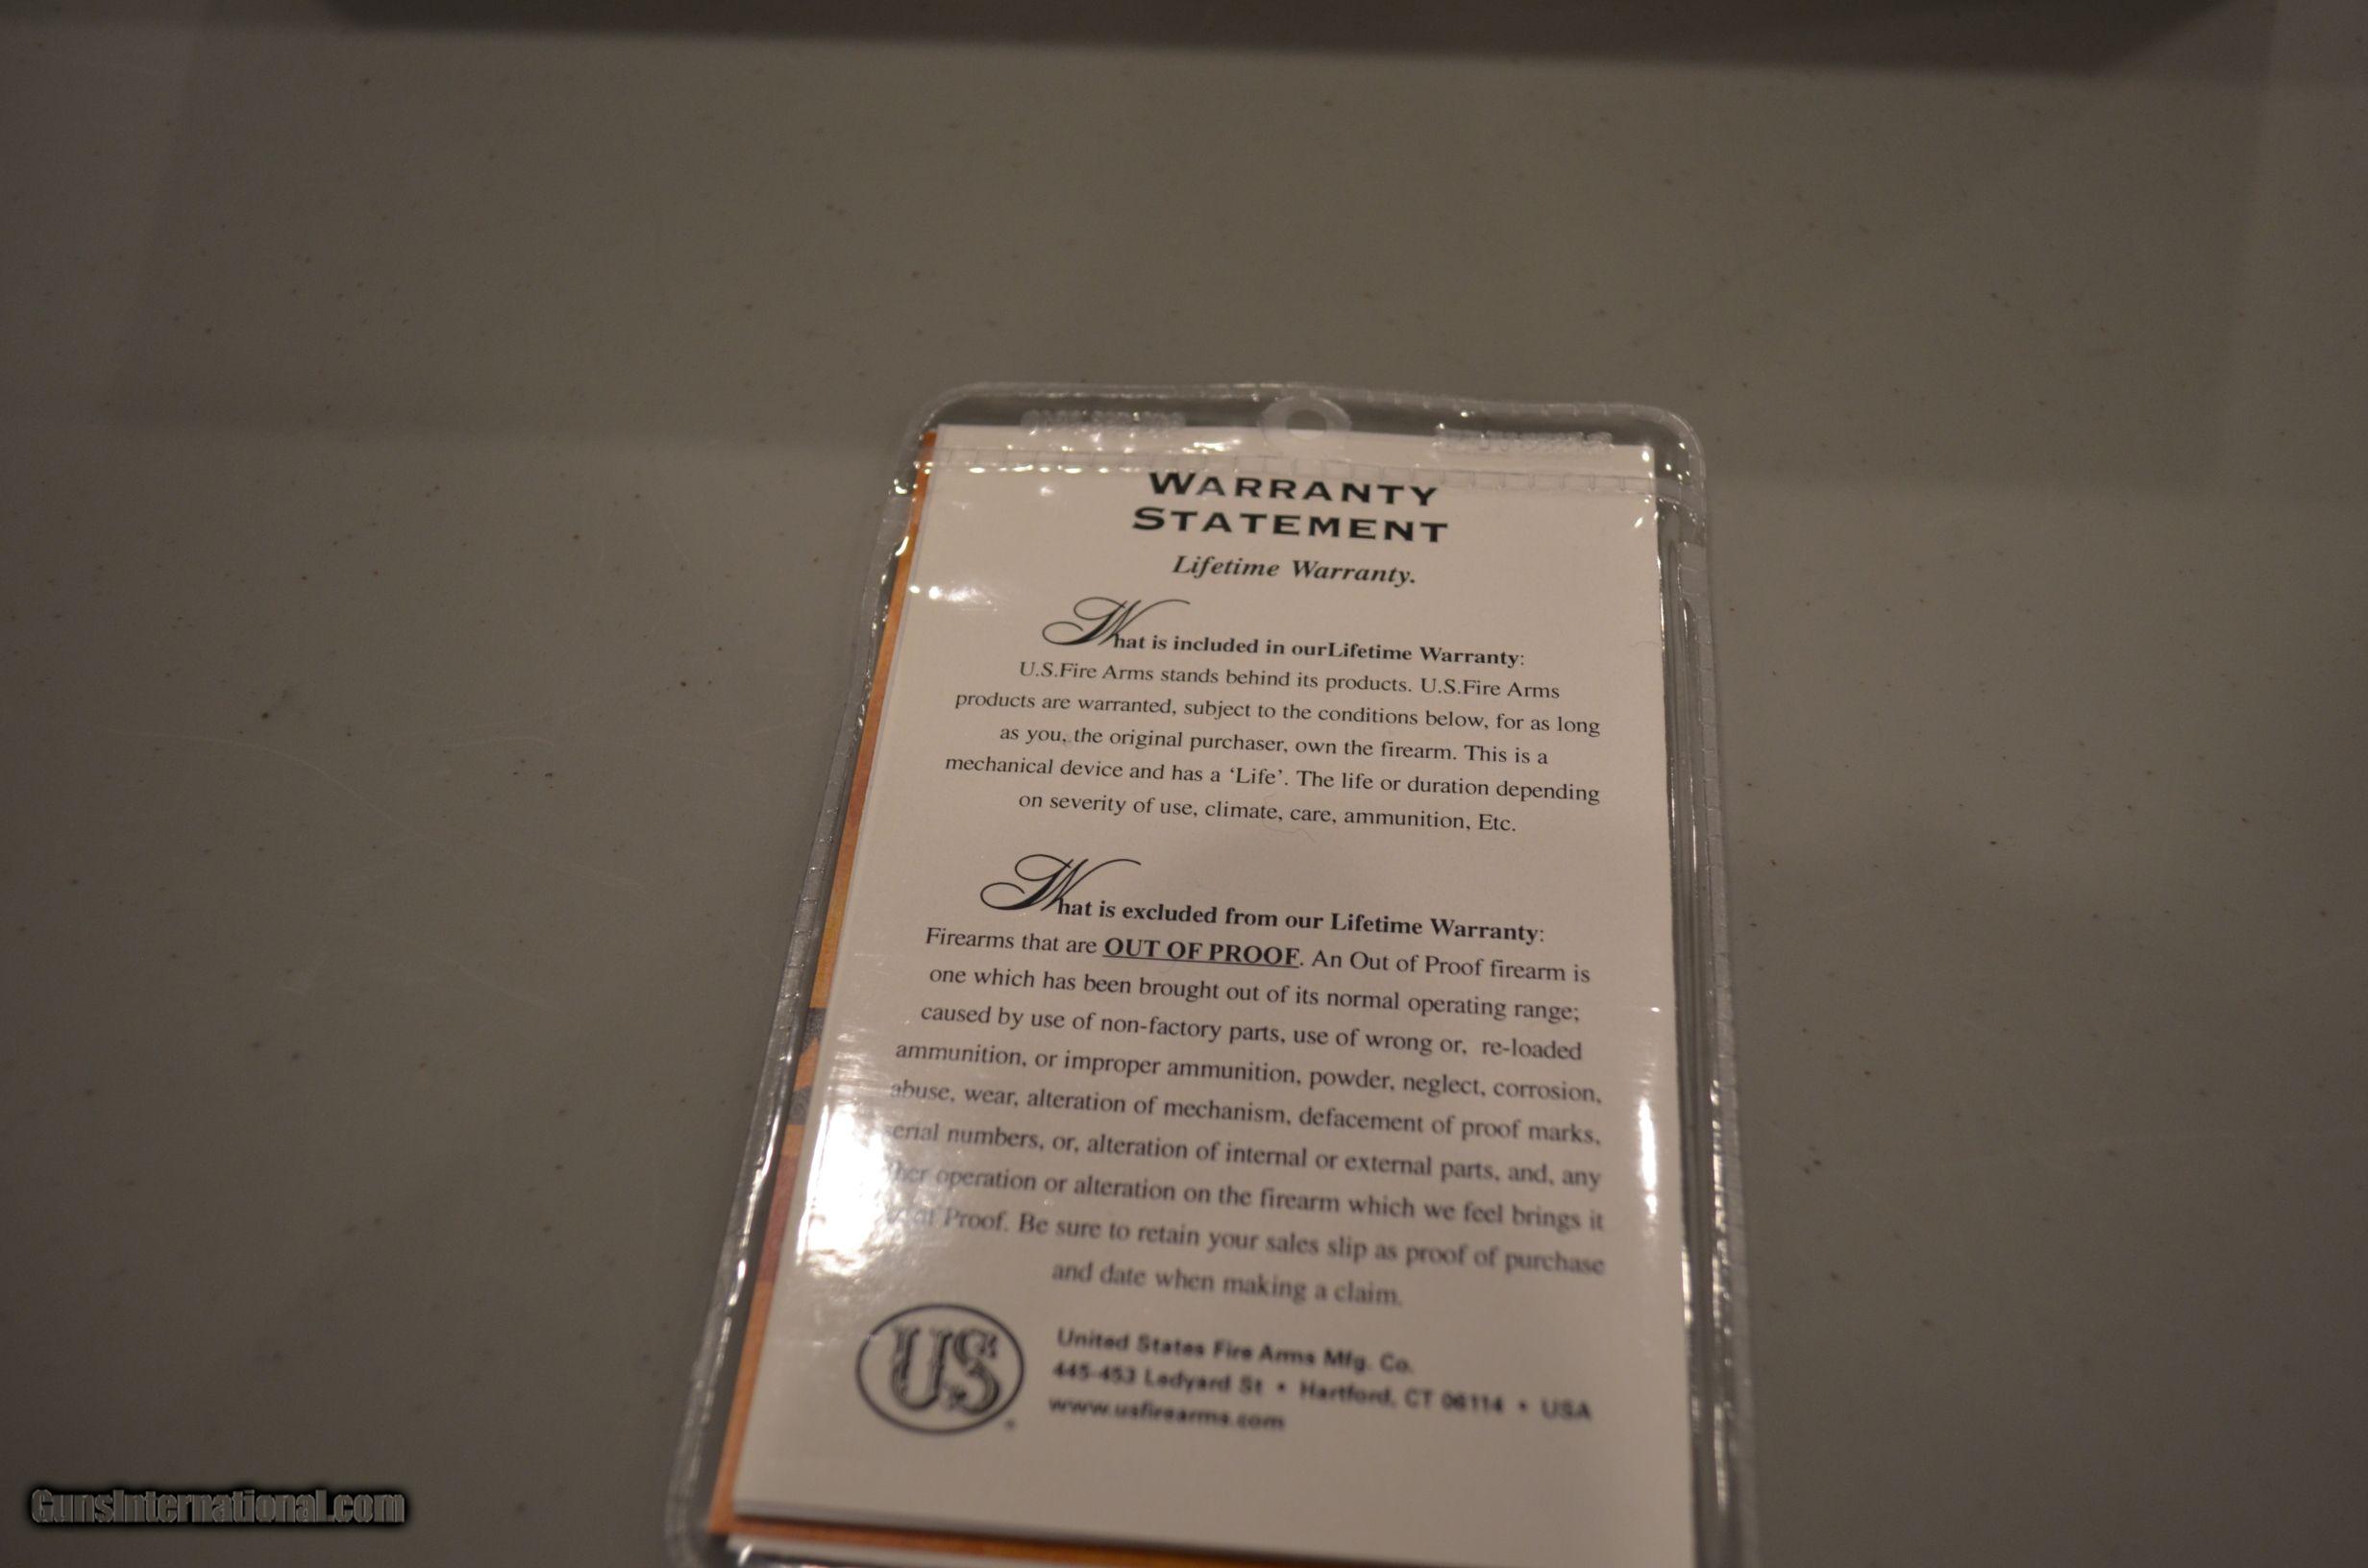 WARRANTY
STATEMENT
Lifetime Warranty.
What is included in ourLifetime Warranty:
U.S.Fire Arms stands behind its products. U.S.Fire Arms
products are warranted, subject to the conditions below, for as long
as you, the original purchaser, own the firearm. This is a
mechanical device and has a ‘Life’. The life or duration depending
on severity of use, climate, care, ammunition, Etc.
What is excluded from our Lifetime Warranty:
Firearms that are OUT OF PROOF. An Out of Proof firearm is
one which has been brought out of its normal operating range;
caused by use of non-factory parts, use of wrong or, re-loaded
ammunition, or improper ammunition, powder, neglect, corrosion,
abuse, wear, alteration of mechanism, defacement of proof marks,
serial numbers, or, alteration of internal or external parts, and, any
operation or alteration on the firearm which we feel brings it
of Proof. Be sure to retain your sales slip as proof of purchase
and date when making a claim.
US
United States Fire Arms Mfg. Co.
445-453 Ledyard St • Hartford, CT 06114 • USA
www.usfirearms.com
GunsInternational.com